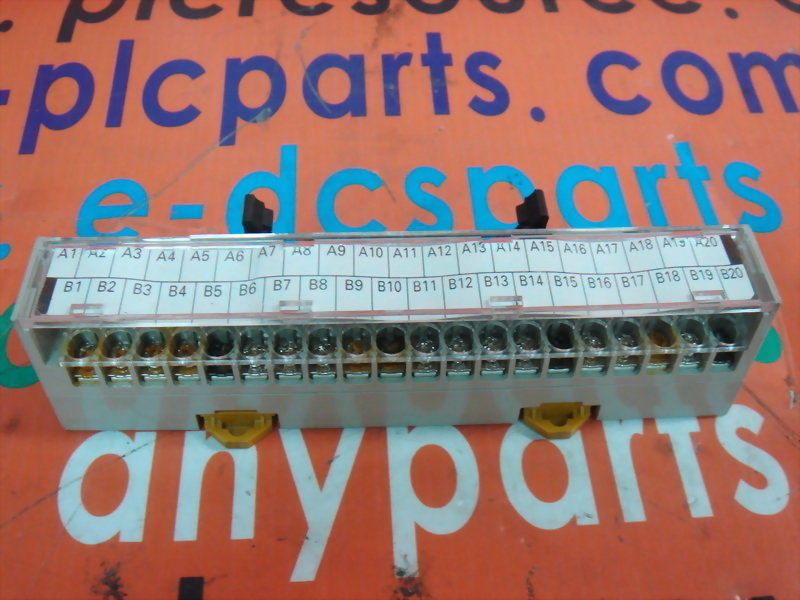 plcresource.co
-plcparts.com
e-dcsparts
A1 A2 A3 A4 A5 A6 A7 A8 A9 A10 A11 A12 A13 A14 A15 A16 A17 A18 A19 A20
B1 B2 B3 B4 B5 B6 B7 B8 B9 B10 B11 B12 B13 B14 B15 B16 B17 B18 B19 B20
anyparts